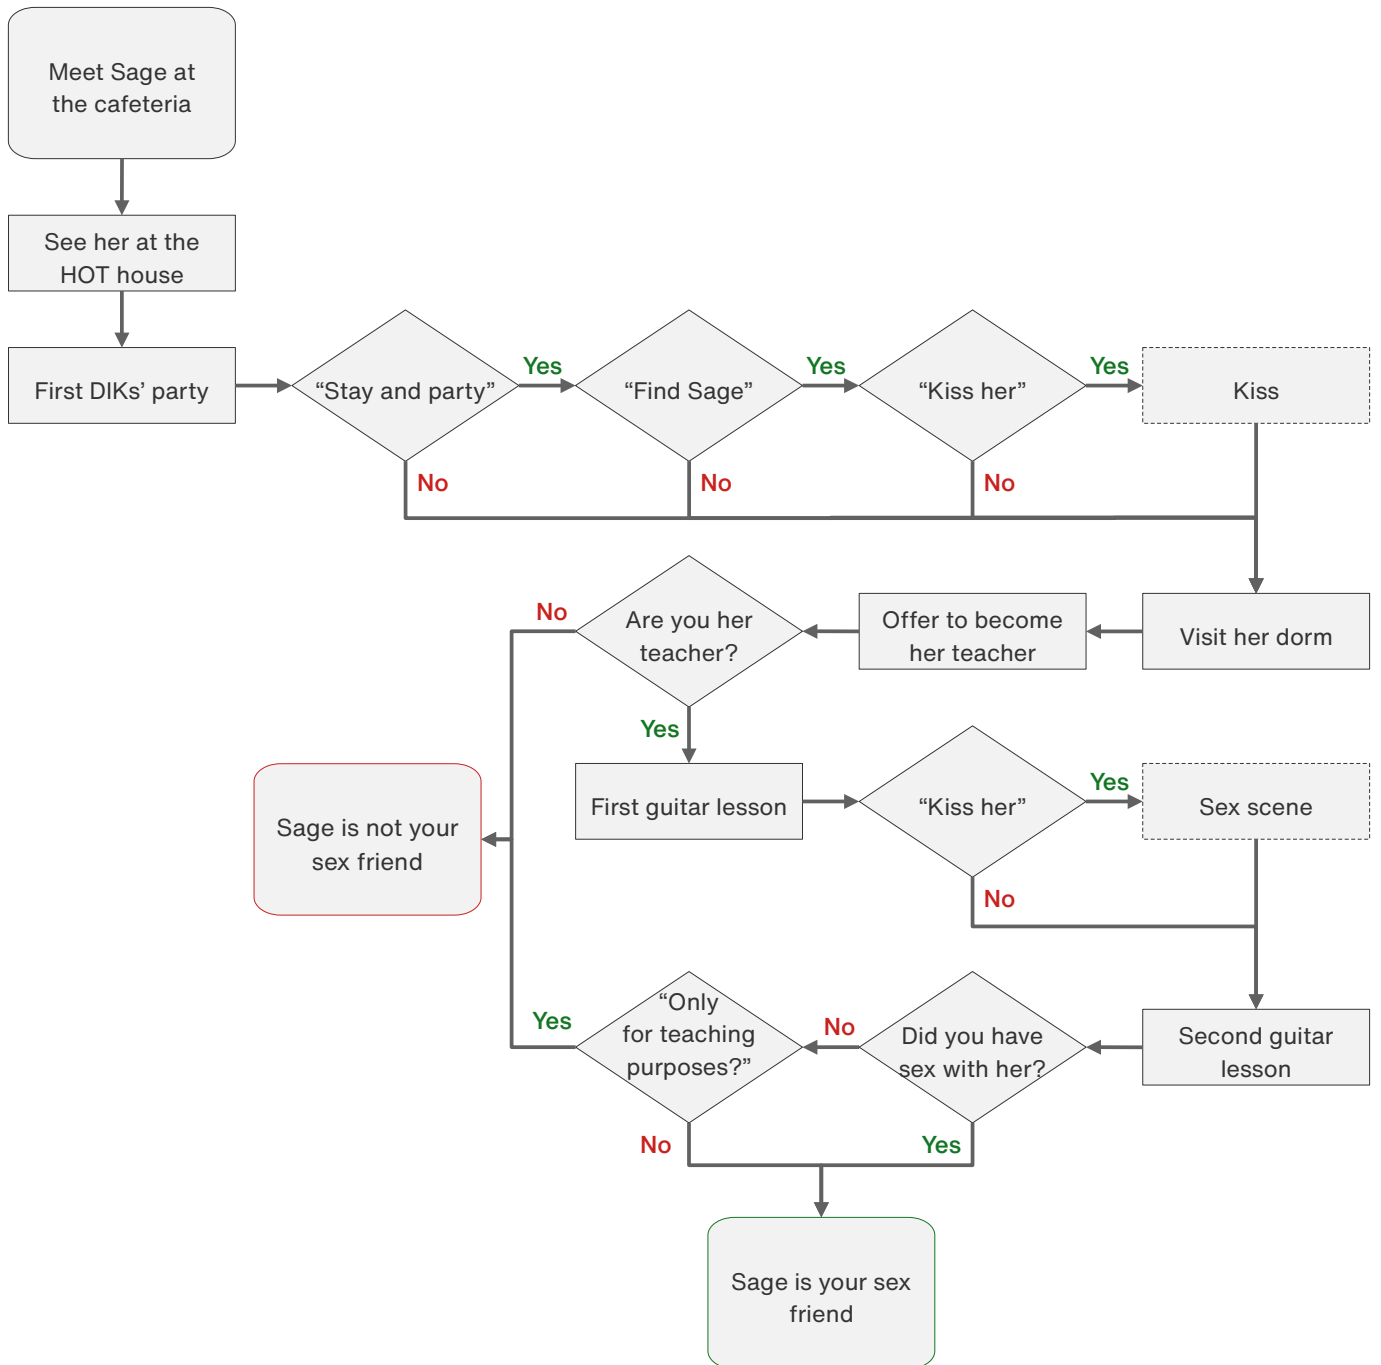 Meet Sage at
the cafeteria
See her at the
HOT house
First DIKs’ party
“Stay and party”
Yes
No
“Find Sage”
Yes
No
“Kiss her”
Yes
No
Kiss
Visit her dorm
Offer to become
her teacher
Are you her
teacher?
No
Yes
First guitar lesson
“Kiss her”
Yes
No
Sex scene
Second guitar
lesson
Did you have
sex with her?
No
Yes
“Only
for teaching
purposes?”
Yes
No
Sage is not your
sex friend
Sage is your sex
friend